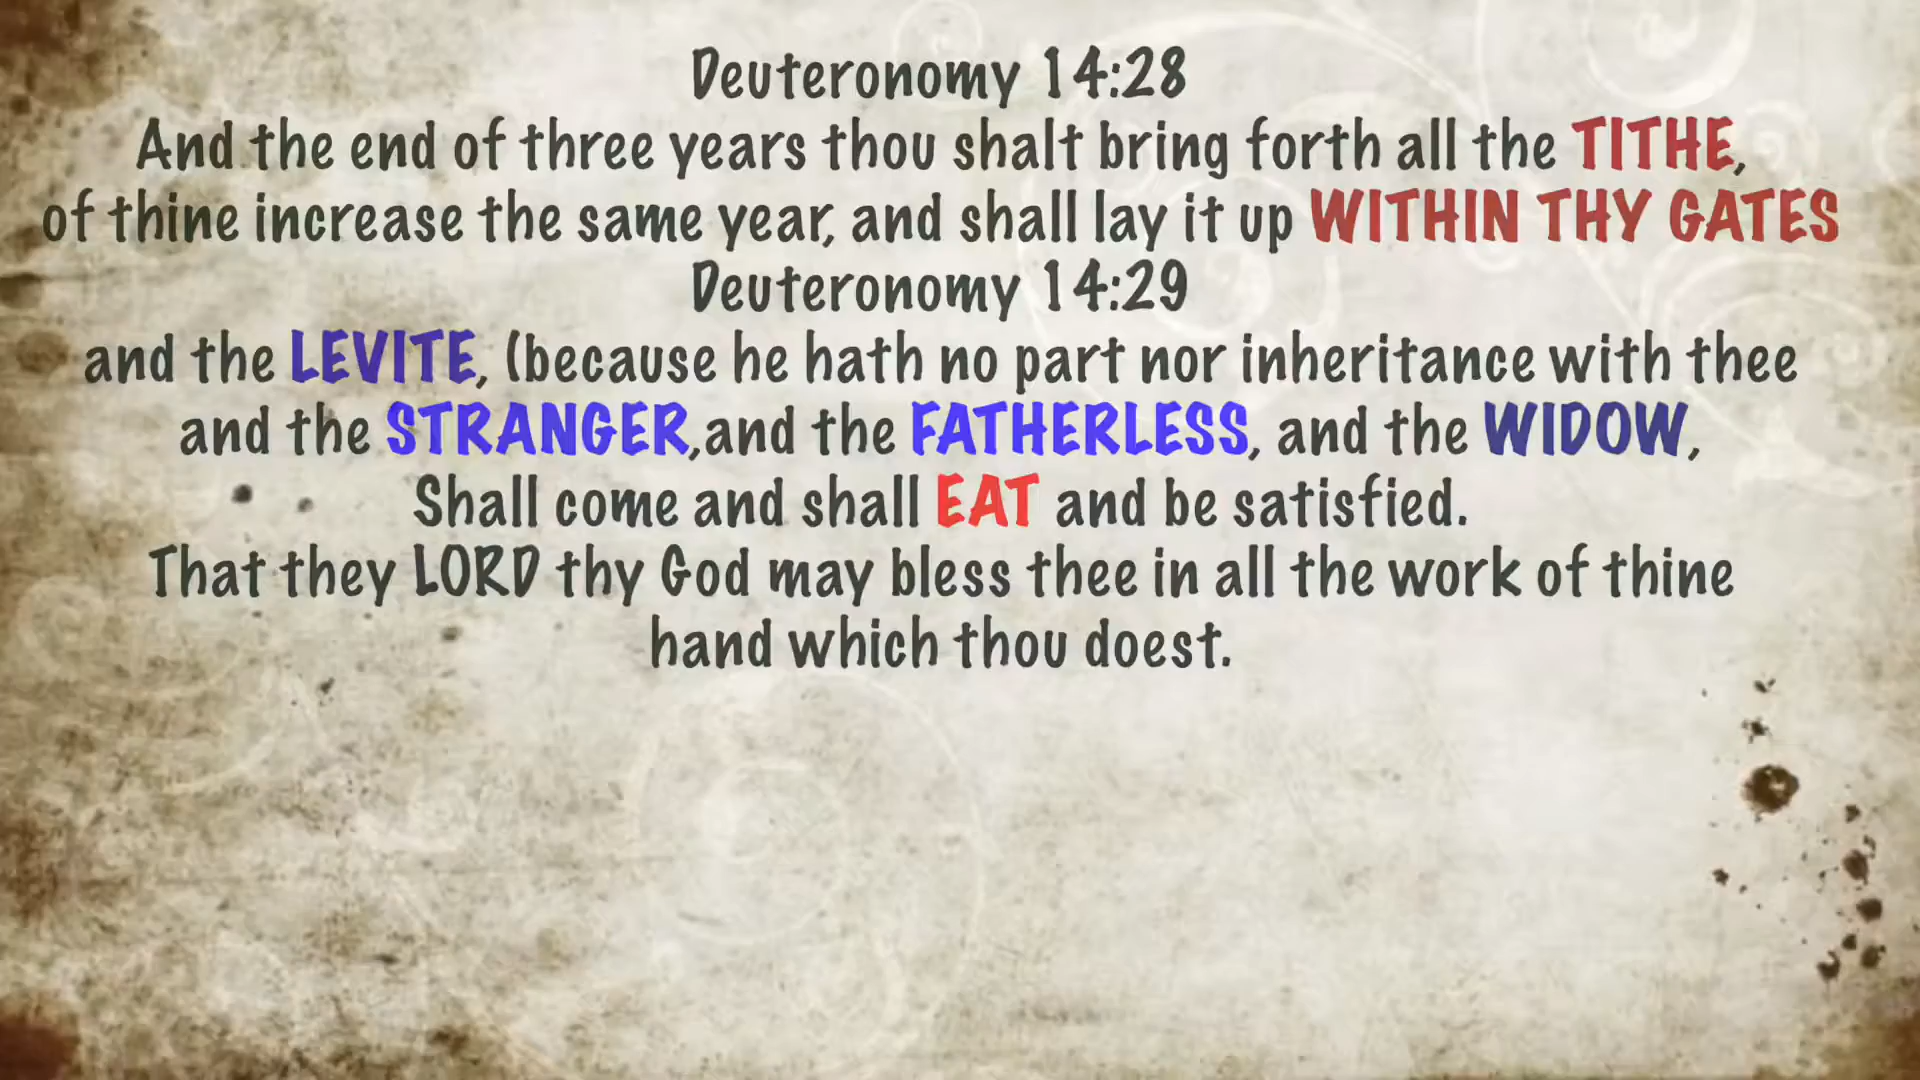 Deuteronomy 14:28
And the end of three years thou shalt bring forth all the TITHE,
of thine increase the same year, and shall lay it up WITHIN THY GATES
Deuteronomy 14:29
and the LEVITE, (because he hath no part nor inheritance with thee
and the STRANGER,and the FATHERLESS, and the WIDOW,
Shall come and shall EAT and be satisfied.
That they LORD thy God may bless thee in all the work of thine
hand which thou doest.